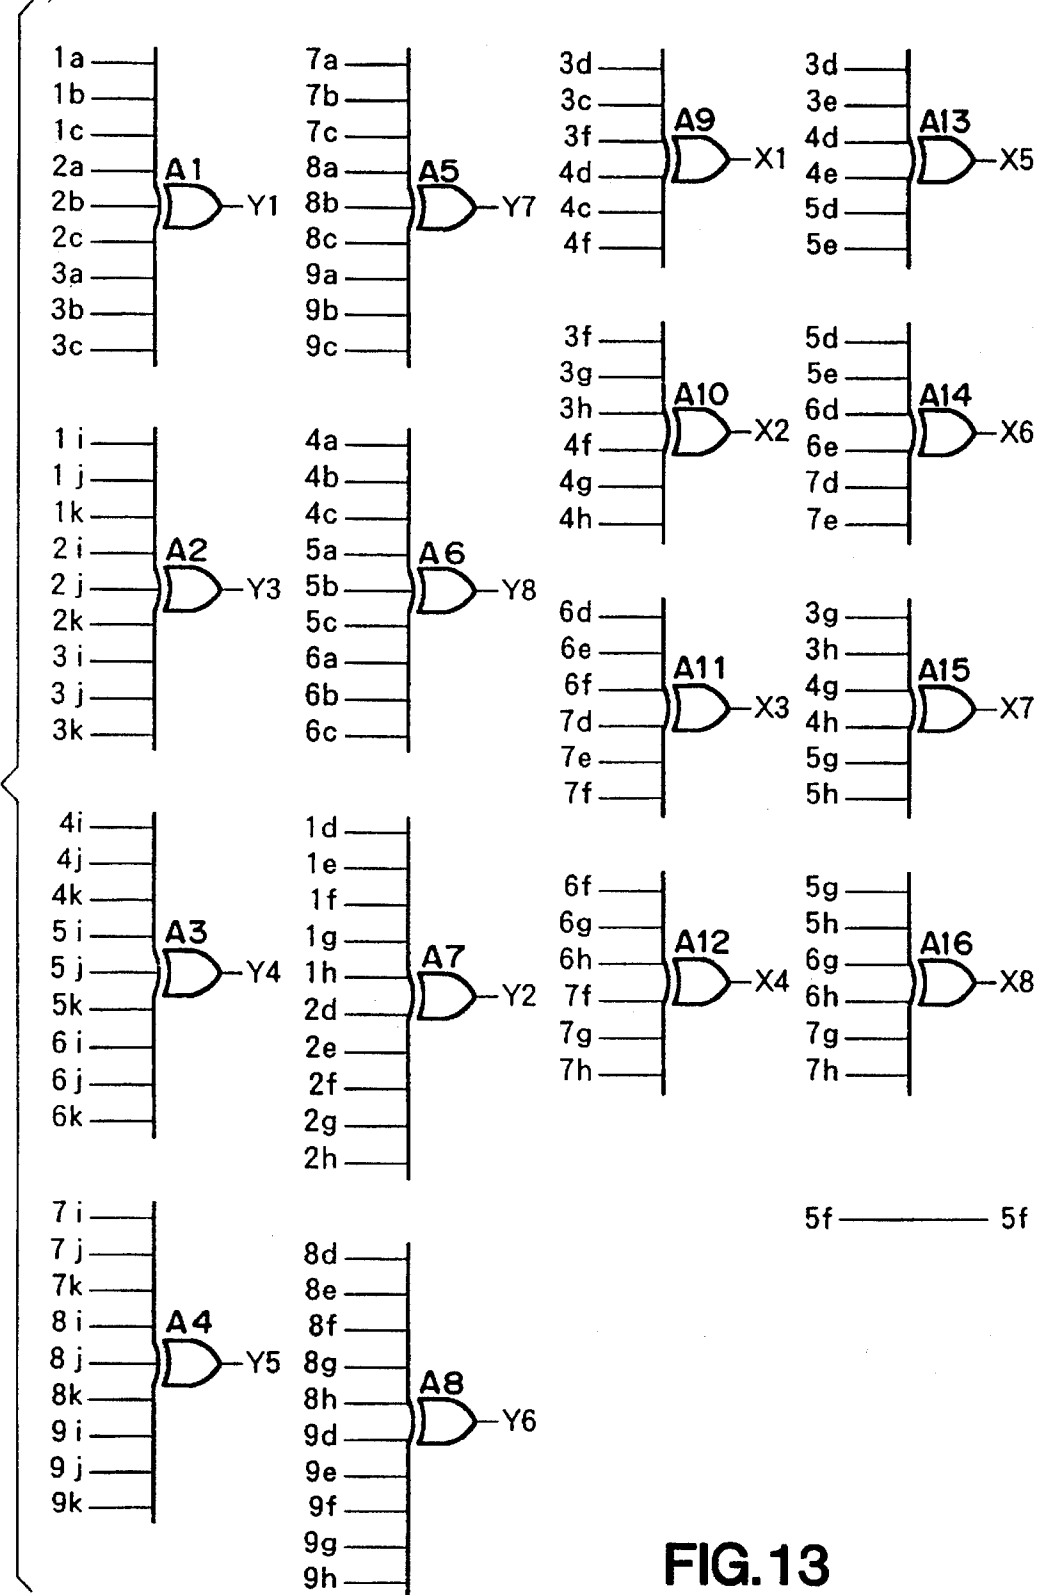 1a
1b
1c
2a
2b
2c
3a
3b
3c
A1
Y1
1i
1j
1k
2i
2j
2k
3i
3j
3k
A2
Y3
4i
4j
4k
5i
5j
5k
6i
6j
6k
A3
Y4
7i
7j
7k
8i
8j
8k
9i
9j
9k
A4
Y5
7a
7b
7c
8a
8b
8c
9a
9b
9c
A5
Y7
4a
4b
4c
5a
5b
5c
6a
6b
6c
A6
Y8
1d
1e
1f
1g
1h
2d
2e
2f
2g
2h
A7
Y2
8d
8e
8f
8g
8h
9d
9e
9f
9g
9h
A8
Y6
3d
3c
3f
4d
4c
4f
A9
X1
3f
3g
3h
4f
4g
4h
A10
X2
6d
6e
6f
7d
7e
7f
A11
X3
6f
6g
6h
7f
7g
7h
A12
X4
3d
3e
4d
4e
5d
5e
A13
X5
5d
5e
6d
6e
7d
7e
A14
X6
3g
3h
4g
4h
5g
5h
A15
X7
5g
5h
6g
6h
7g
7h
A16
X8
5f 5f
FIG.13